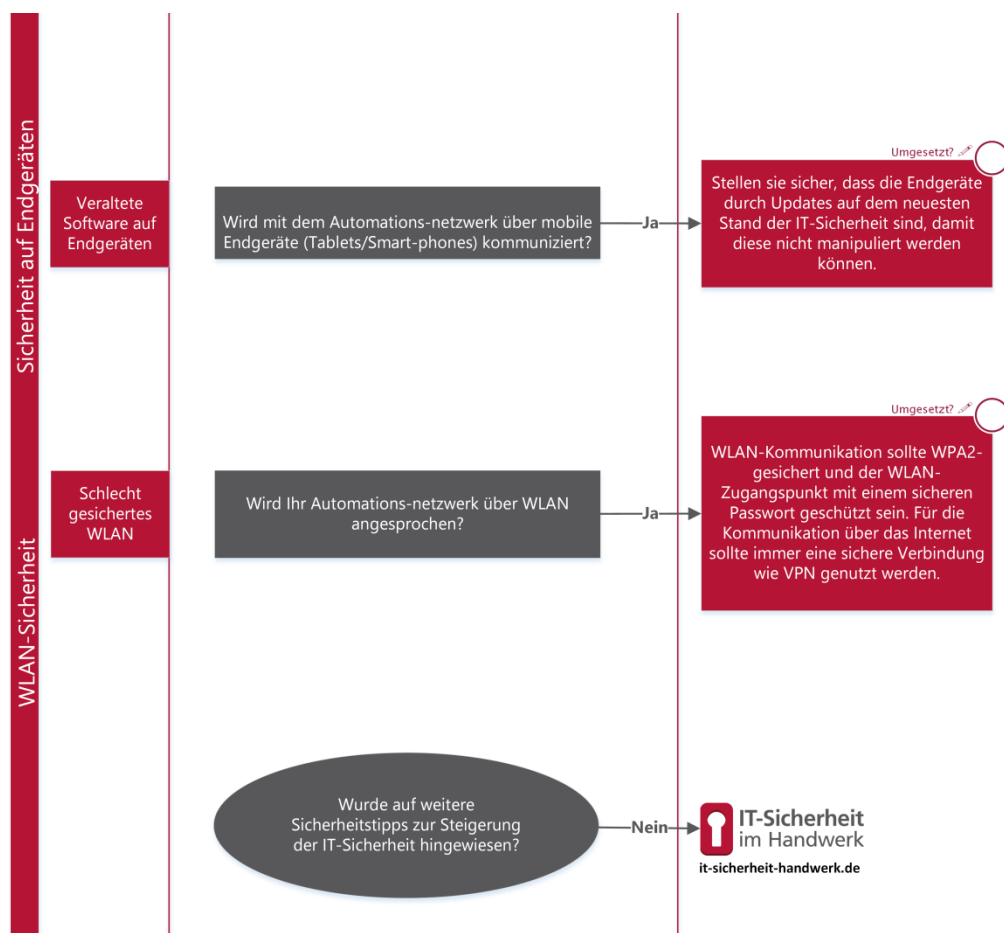 Sicherheit auf Endgeräten
Veraltete
Software auf
Endgeräten
Wird mit dem Automations-netzwerk über mobile
Endgeräte (Tablets/Smart-phones) kommuniziert?
Ja
Umgesetzt?
Stellen sie sicher, dass die Endgeräte
durch Updates auf dem neuesten
Stand der IT-Sicherheit sind, damit
diese nicht manipuliert werden
können.
WLAN-Sicherheit
Schlecht
gesichertes
WLAN
Wird Ihr Automations-netzwerk über WLAN
angesprochen?
Ja
Umgesetzt?
WLAN-Kommunikation sollte WPA2-
gesichert und der WLAN-
Zugangspunkt mit einem sicheren
Passwort geschützt sein. Für die
Kommunikation über das Internet
sollte immer eine sichere Verbindung
wie VPN genutzt werden.
Wurde auf weitere
Sicherheitstipps zur Steigerung
der IT-Sicherheit hingewiesen?
Nein
IT-Sicherheit
im Handwerk
it-sicherheit-handwerk.de